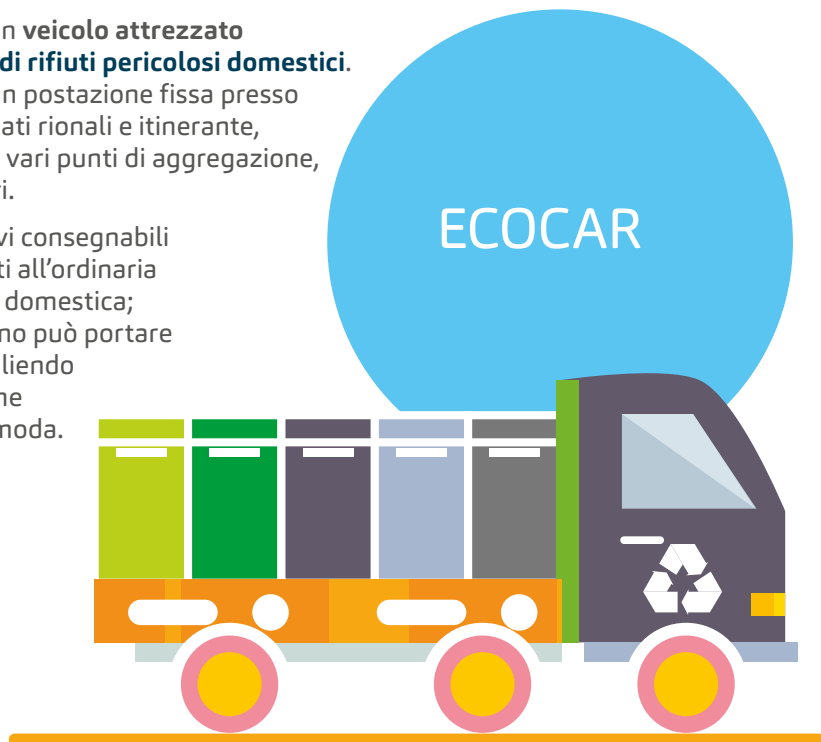 n veicolo attrezzato
di rifiuti pericolosi domestici.
n postazione fissa presso
ati rionali e itinerante,
vari punti di aggregazione,
i.
vi consegnabili
ti all'ordinaria
domestica;
no può portare
liendo
ne
moda.
ECOCAR